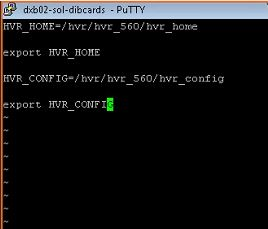 dxb02-sol-dibcards - PuTTY
HVR_HOME=/hvr/hvr_560/hvr_home
export HVR_HOME
HVR_CONFIG=/hvr/hvr_560/hvr_config
export HVR_CONFIG
~
~
~
~
~
~
~
~
~